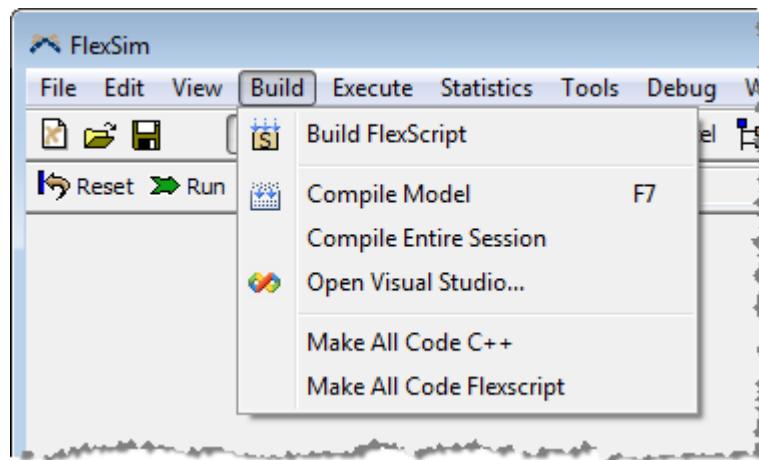 FlexSim
File Edit View Build Execute Statistics Tools Debug
Build FlexScript
Reset Run
Compile Model F7
Compile Entire Session
Open Visual Studio...
Make All Code C++
Make All Code Flexscript